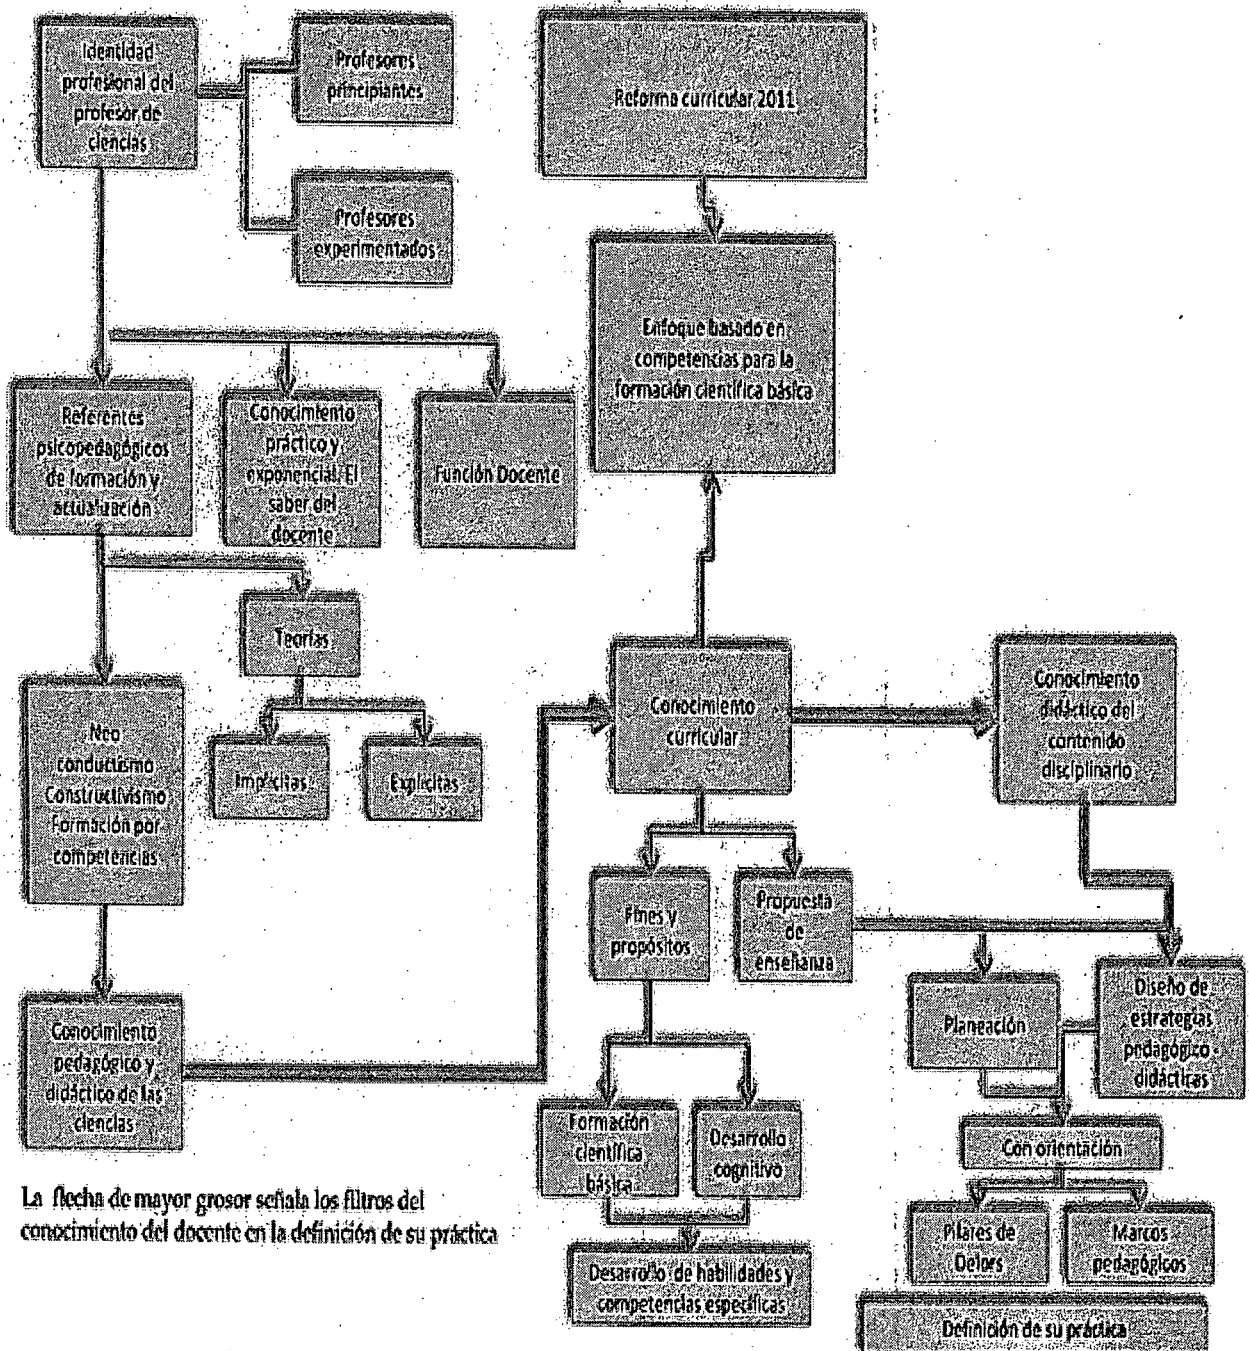 Identidad
profesional del
profesor de
ciencias
Profesores
principiantes
Profesores
experimentados
Reforma curricular 2011
Enfoque basado en
competencias para la
formación científica básica
Referentes
psicopedagógicos
de formación y
actualización
Conocimiento
práctico y
exponencial. El
saber del
docente
Función Docente
Teorías
Implícitas
Explícitas
Neo
conductismo
Constructivismo
Formación por
competencias
Conocimiento
pedagógico y
didáctico de las
ciencias
Conocimiento
curricular
Conocimiento
didáctico del
contenido
disciplinario
Fines y
propósitos
Propuesta
de
enseñanza
Planeación
Diseño de
estrategias
pedagógico -
didácticas
Formación
científica
básica
Desarrollo
cognitivo
Con orientación
Desarrollo de habilidades y
competencias específicas
Pilares de
Delors
Marcos
pedagógicos
Definición de su práctica
La flecha de mayor grosor señala los filtros del
conocimiento del docente en la definición de su práctica